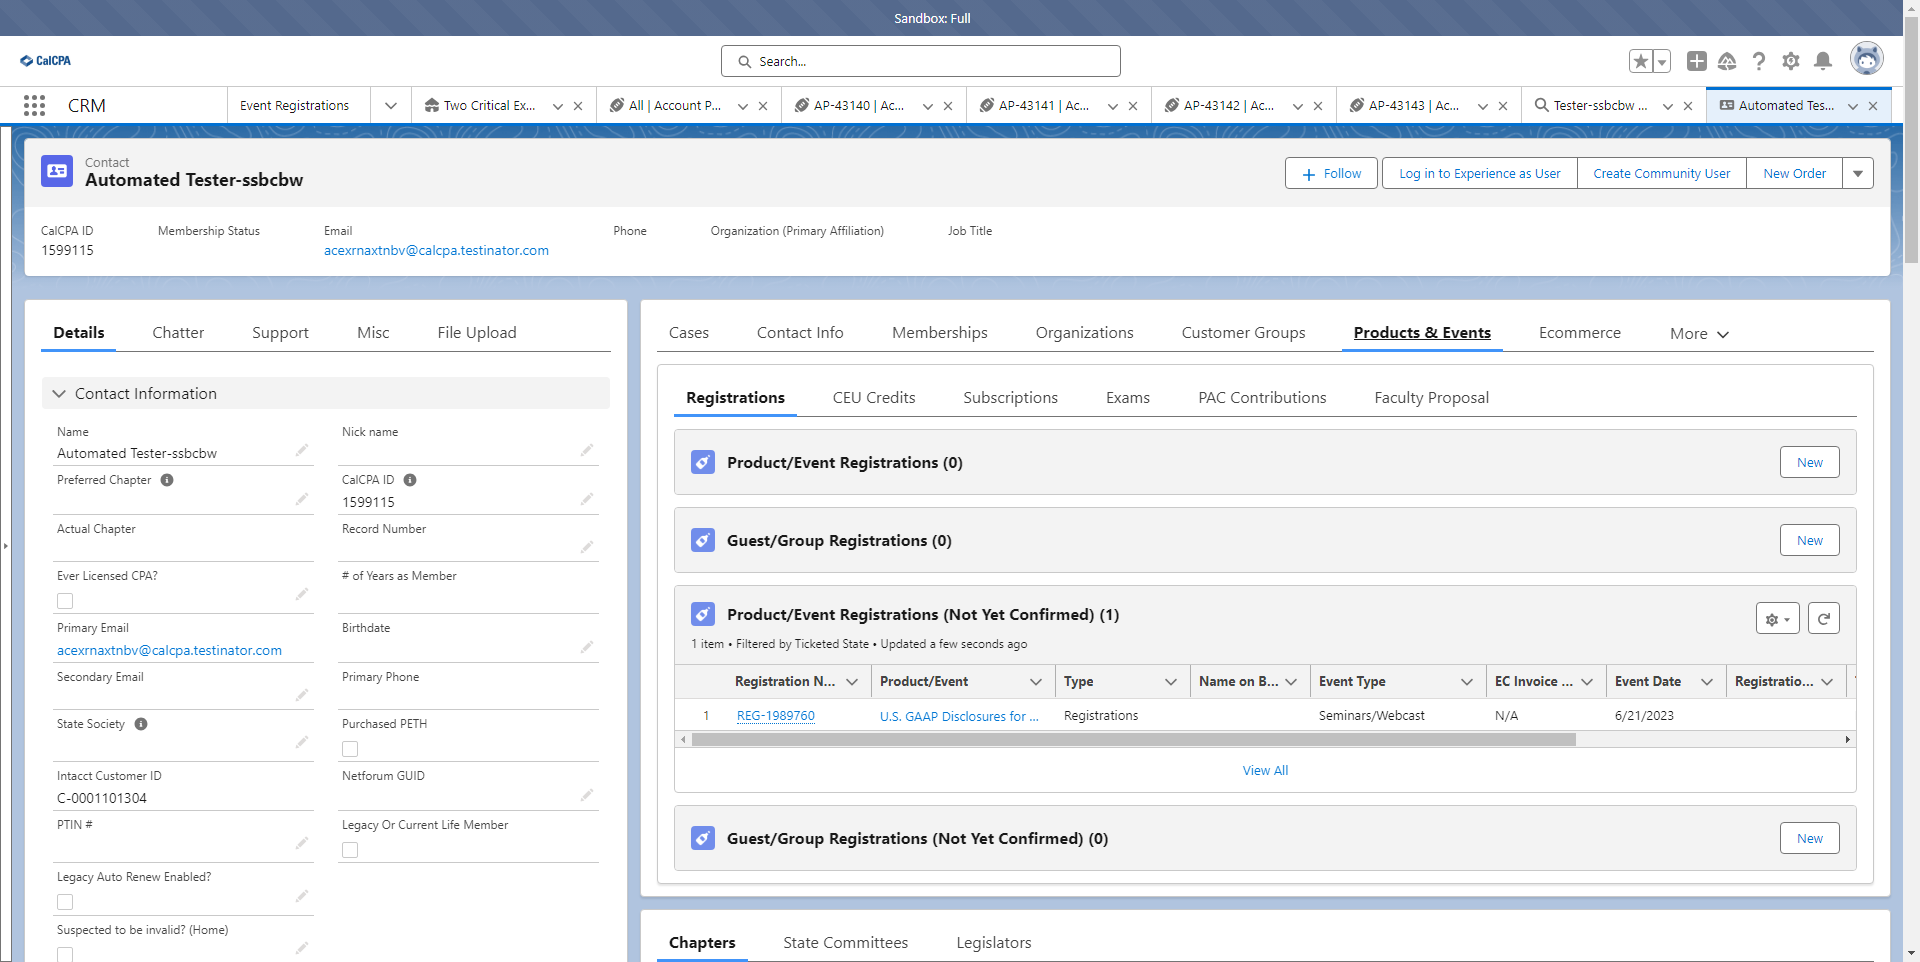 Sandbox: Full
CalCPA
Search...
CRM
Event Registrations
Two Critical Ex...
All | Account P...
AP-43140 | Ac...
AP-43141 | Ac...
AP-43142 | Ac...
AP-43143 | Ac...
Tester-ssbcbw ...
Automated Tes...
Contact
Automated Tester-ssbcbw
Follow
Log in to Experience as User
Create Community User
New Order
CalCPA ID
1599115
Membership Status
Email
acexrnaxtnbv@calcpa.testinator.com
Phone
Organization (Primary Affiliation)
Job Title
Details
Chatter
Support
Misc
File Upload
Contact Information
Name
Automated Tester-ssbcbw
Nick name
Preferred Chapter
CalCPA ID
1599115
Actual Chapter
Record Number
Ever Licensed CPA?
# of Years as Member
Primary Email
acexrnaxtnbv@calcpa.testinator.com
Birthdate
Secondary Email
Primary Phone
State Society
Purchased PETH
Intacct Customer ID
C-0001101304
Netforum GUID
PTIN #
Legacy Or Current Life Member
Legacy Auto Renew Enabled?
Suspected to be invalid? (Home)
Cases
Contact Info
Memberships
Organizations
Customer Groups
Products & Events
Ecommerce
More
Registrations
CEU Credits
Subscriptions
Exams
PAC Contributions
Faculty Proposal
Product/Event Registrations (0)
New
Guest/Group Registrations (0)
New
Product/Event Registrations (Not Yet Confirmed) (1)
1 item • Filtered by Ticketed State • Updated a few seconds ago
Registration N...
Product/Event
Type
Name on B...
Event Type
EC Invoice ...
Event Date
Registratio...
1
REG-1989760
U.S. GAAP Disclosures for ...
Registrations
Seminars/Webcast
N/A
6/21/2023
View All
Guest/Group Registrations (Not Yet Confirmed) (0)
New
Chapters
State Committees
Legislators